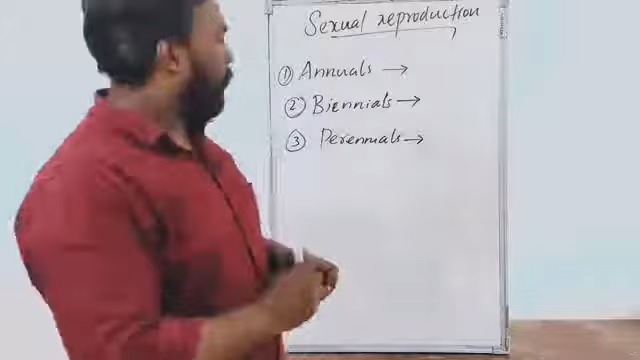 Sexual reproduction
① Annuals →
② Biennials →
③ Perennials →